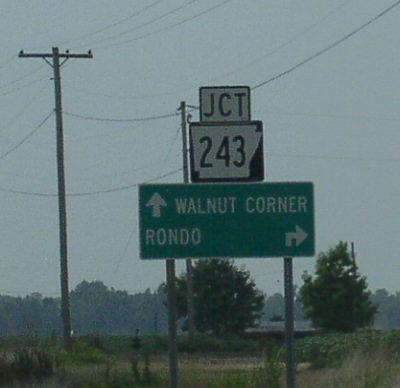 JCT
243
WALNUT CORNER
RONDO